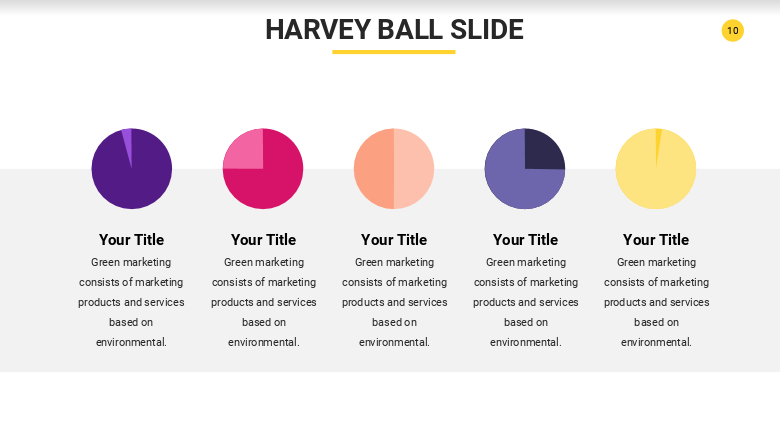 HARVEY BALL SLIDE
10
Your Title
Green marketing
consists of marketing
products and services
based on
environmental.
Your Title
Green marketing
consists of marketing
products and services
based on
environmental.
Your Title
Green marketing
consists of marketing
products and services
based on
environmental.
Your Title
Green marketing
consists of marketing
products and services
based on
environmental.
Your Title
Green marketing
consists of marketing
products and services
based on
environmental.